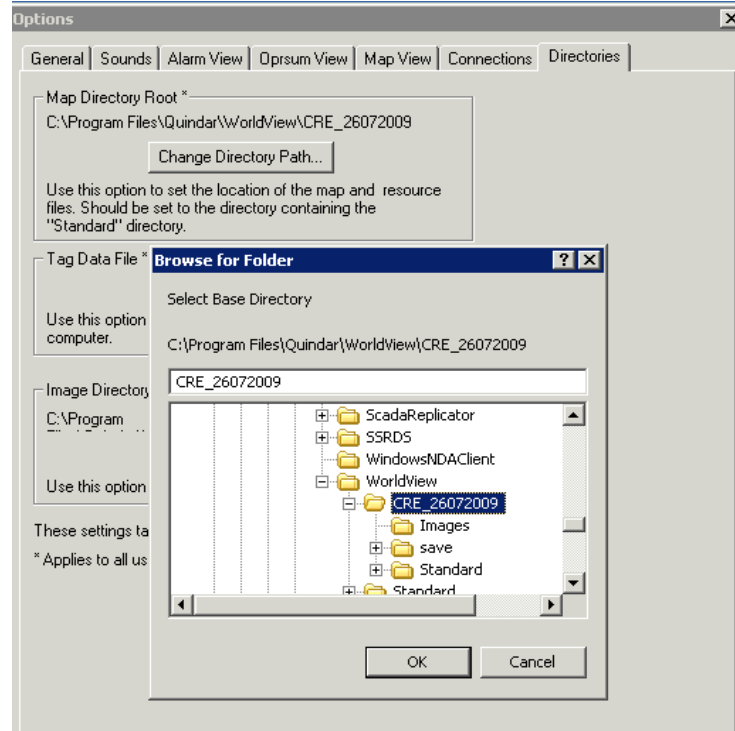 Options
General Sounds Alarm View Oprsum View Map View Connections Directories
Map Directory Root *
C:\Program Files\Quindar\WorldView\CRE_26072009
Change Directory Path...
Use this option to set the location of the map and resource
files. Should be set to the directory containing the
"Standard" directory.
Tag Data File *
Use this option
computer.
Image Directory
C:\Program
Use this option
These settings ta
* Applies to all us
Browse for Folder
Select Base Directory
C:\Program Files\Quindar\WorldView\CRE_26072009
CRE_26072009
ScadaReplicator
SSRDS
WindowsNDAClient
WorldView
CRE_26072009
Images
save
Standard
Standard
OK Cancel